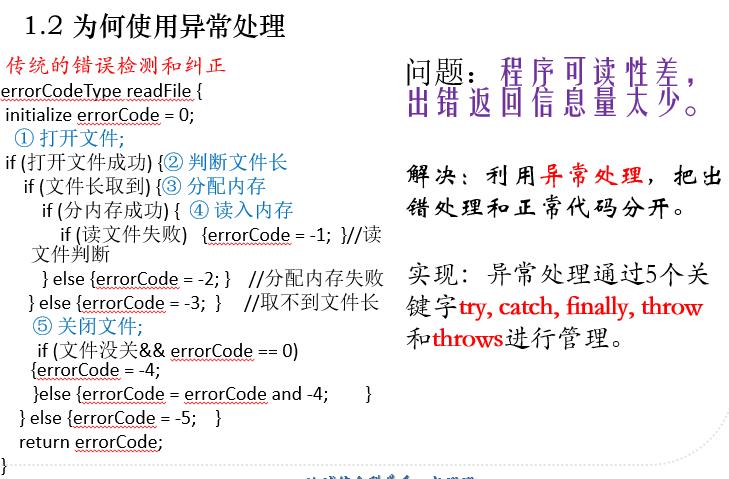 1.2 为何使用异常处理
传统的错误检测和纠正
errorCodeType readFile {
initialize errorCode = 0;
① 打开文件;
if (打开文件成功) {② 判断文件长
if (文件长取到) {③ 分配内存
if (分内存成功) { ④ 读入内存
if (读文件失败) {errorCode = -1; }//读
文件判断
} else {errorCode = -2; } //分配内存失败
} else {errorCode = -3; } //取不到文件长
⑤ 关闭文件;
if (文件没关&& errorCode == 0)
{errorCode = -4;
}else {errorCode = errorCode and -4; }
} else {errorCode = -5; }
return errorCode;
}
问题：程序可读性差，
出错返回信息量太少。
解决：利用异常处理，把出
错处理和正常代码分开。
实现：异常处理通过5个关
键字try, catch, finally, throw
和throws进行管理。